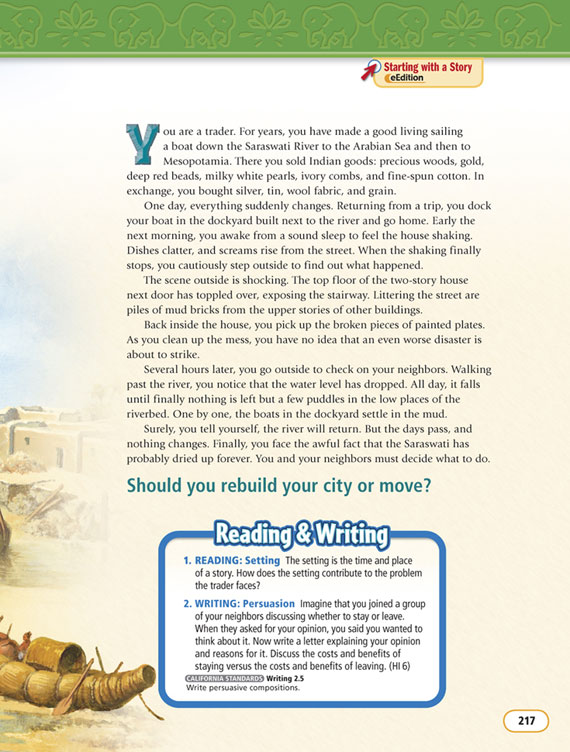 Starting with a Story
eEdition
You are a trader. For years, you have made a good living sailing
a boat down the Saraswati River to the Arabian Sea and then to
Mesopotamia. There you sold Indian goods: precious woods, gold,
deep red beads, milky white pearls, ivory combs, and fine-spun cotton. In
exchange, you bought silver, tin, wool fabric, and grain.
One day, everything suddenly changes. Returning from a trip, you dock
your boat in the dockyard built next to the river and go home. Early the
next morning, you awake from a sound sleep to feel the house shaking.
Dishes clatter, and screams rise from the street. When the shaking finally
stops, you cautiously step outside to find out what happened.
The scene outside is shocking. The top floor of the two-story house
next door has toppled over, exposing the stairway. Littering the street are
piles of mud bricks from the upper stories of other buildings.
Back inside the house, you pick up the broken pieces of painted plates.
As you clean up the mess, you have no idea that an even worse disaster is
about to strike.
Several hours later, you go outside to check on your neighbors. Walking
past the river, you notice that the water level has dropped. All day, it falls
until finally nothing is left but a few puddles in the low places of the
riverbed. One by one, the boats in the dockyard settle in the mud.
Surely, you tell yourself, the river will return. But the days pass, and
nothing changes. Finally, you face the awful fact that the Saraswati has
probably dried up forever. You and your neighbors must decide what to do.
Should you rebuild your city or move?
Reading & Writing
1. READING: Setting The setting is the time and place
of a story. How does the setting contribute to the problem
the trader faces?
2. WRITING: Persuasion Imagine that you joined a group
of your neighbors discussing whether to stay or leave.
When they asked for your opinion, you said you wanted to
think about it. Now write a letter explaining your opinion
and reasons for it. Discuss the costs and benefits of
staying versus the costs and benefits of leaving. (HI 6)
CALIFORNIA STANDARDS Writing 2.5
Write persuasive compositions.
217